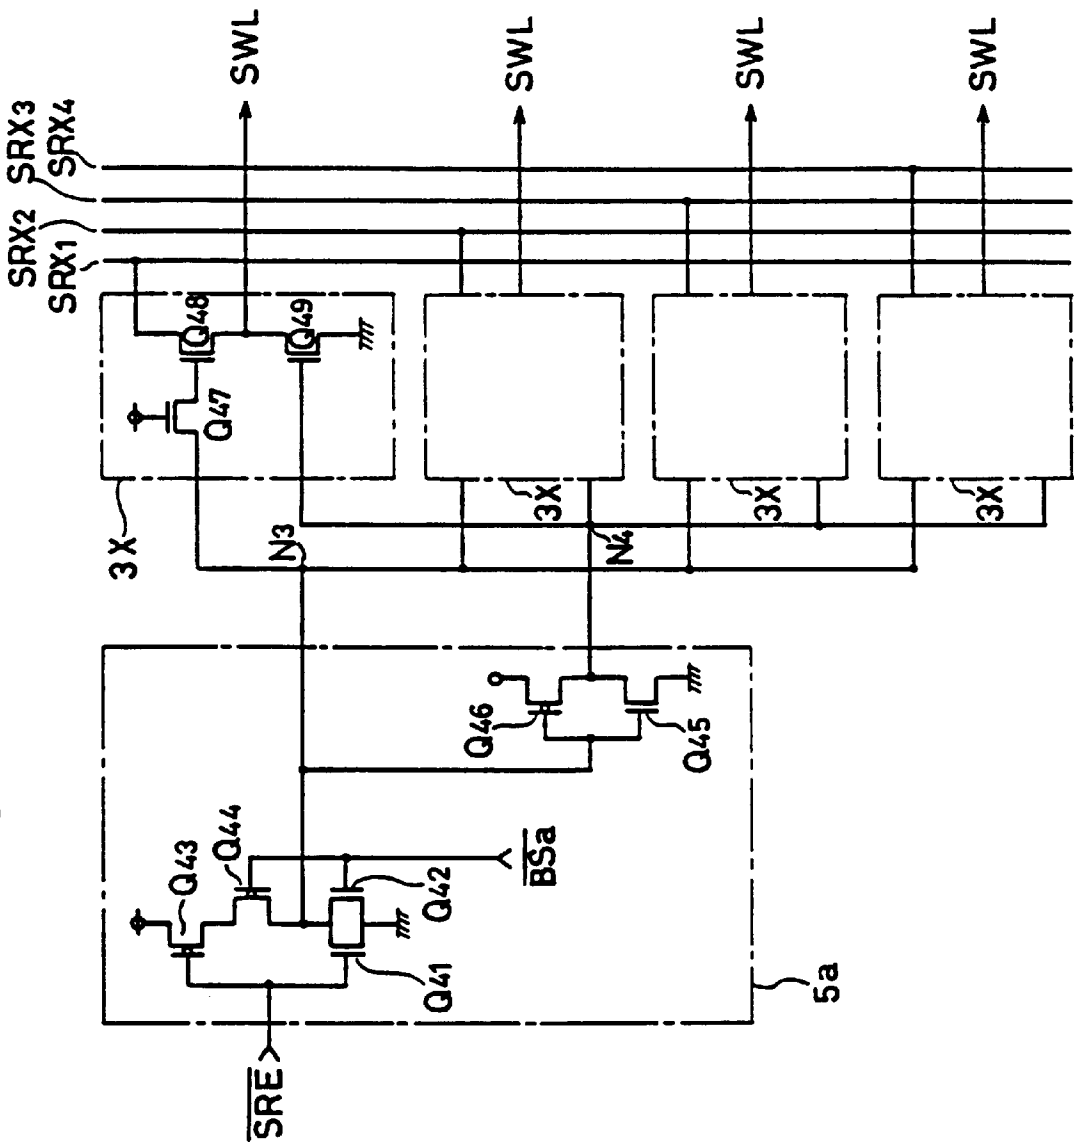 SRX3
SRX4
SRX2
SRX1
SWL
SWL
SWL
SWL
Q48
Q49
Q47
3X
3X
3X
3X
N3
N4
Q46
Q45
Q44
Q43
Q42
Q41
BSa
SRE
5a